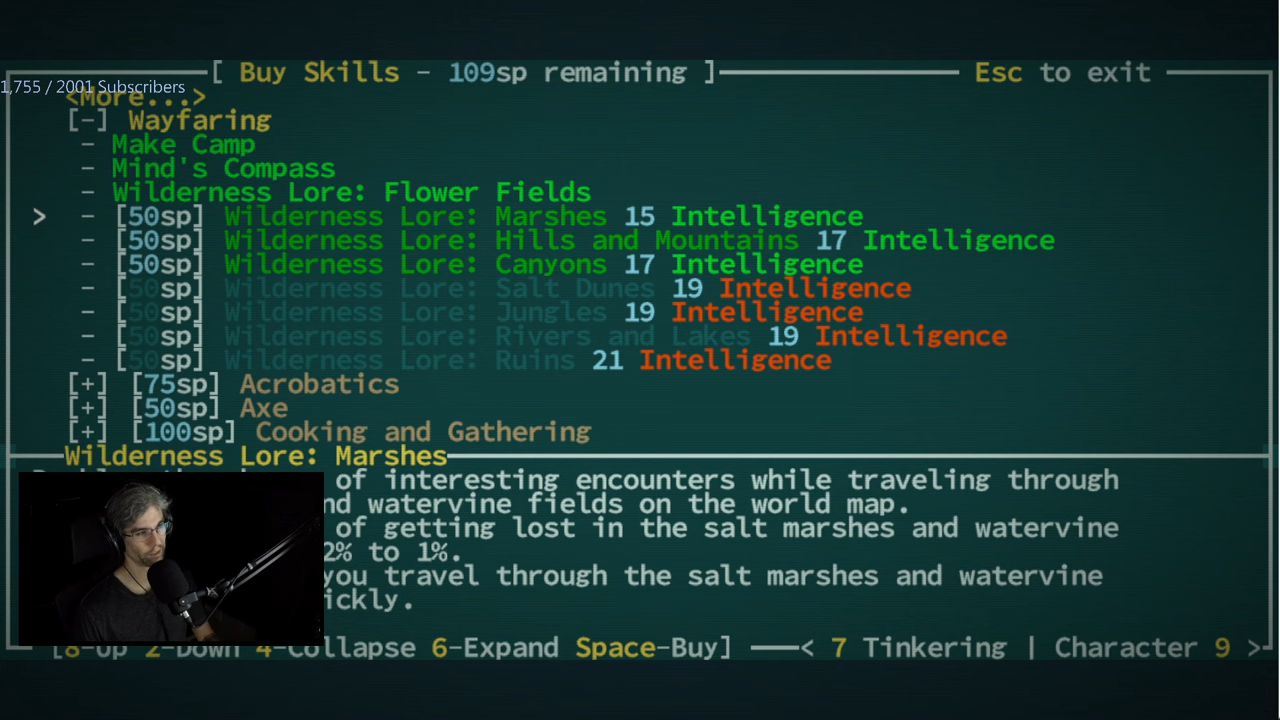 [ Buy Skills – 109sp remaining ] Esc to exit
1,755 / 2001 Subscribers
<More...>
[-] Wayfaring
- Make Camp
- Mind's Compass
- Wilderness Lore: Flower Fields
> - [50sp] Wilderness Lore: Marshes 15 Intelligence
- [50sp] Wilderness Lore: Hills and Mountains 17 Intelligence
- [50sp] Wilderness Lore: Canyons 17 Intelligence
- [50sp] Wilderness Lore: Salt Dunes 19 Intelligence
- [50sp] Wilderness Lore: Jungles 19 Intelligence
- [50sp] Wilderness Lore: Rivers and Lakes 19 Intelligence
- [50sp] Wilderness Lore: Ruins 21 Intelligence
[+] [75sp] Acrobatics
[+] [50sp] Axe
[+] [100sp] Cooking and Gathering
Wilderness Lore: Marshes
of interesting encounters while traveling through
nd watervine fields on the world map.
of getting lost in the salt marshes and watervine
2% to 1%.
you travel through the salt marshes and watervine
ickly.
[8-Up 2-Down 4-Collapse 6-Expand Space-Buy] < 7 Tinkering | Character 9 >